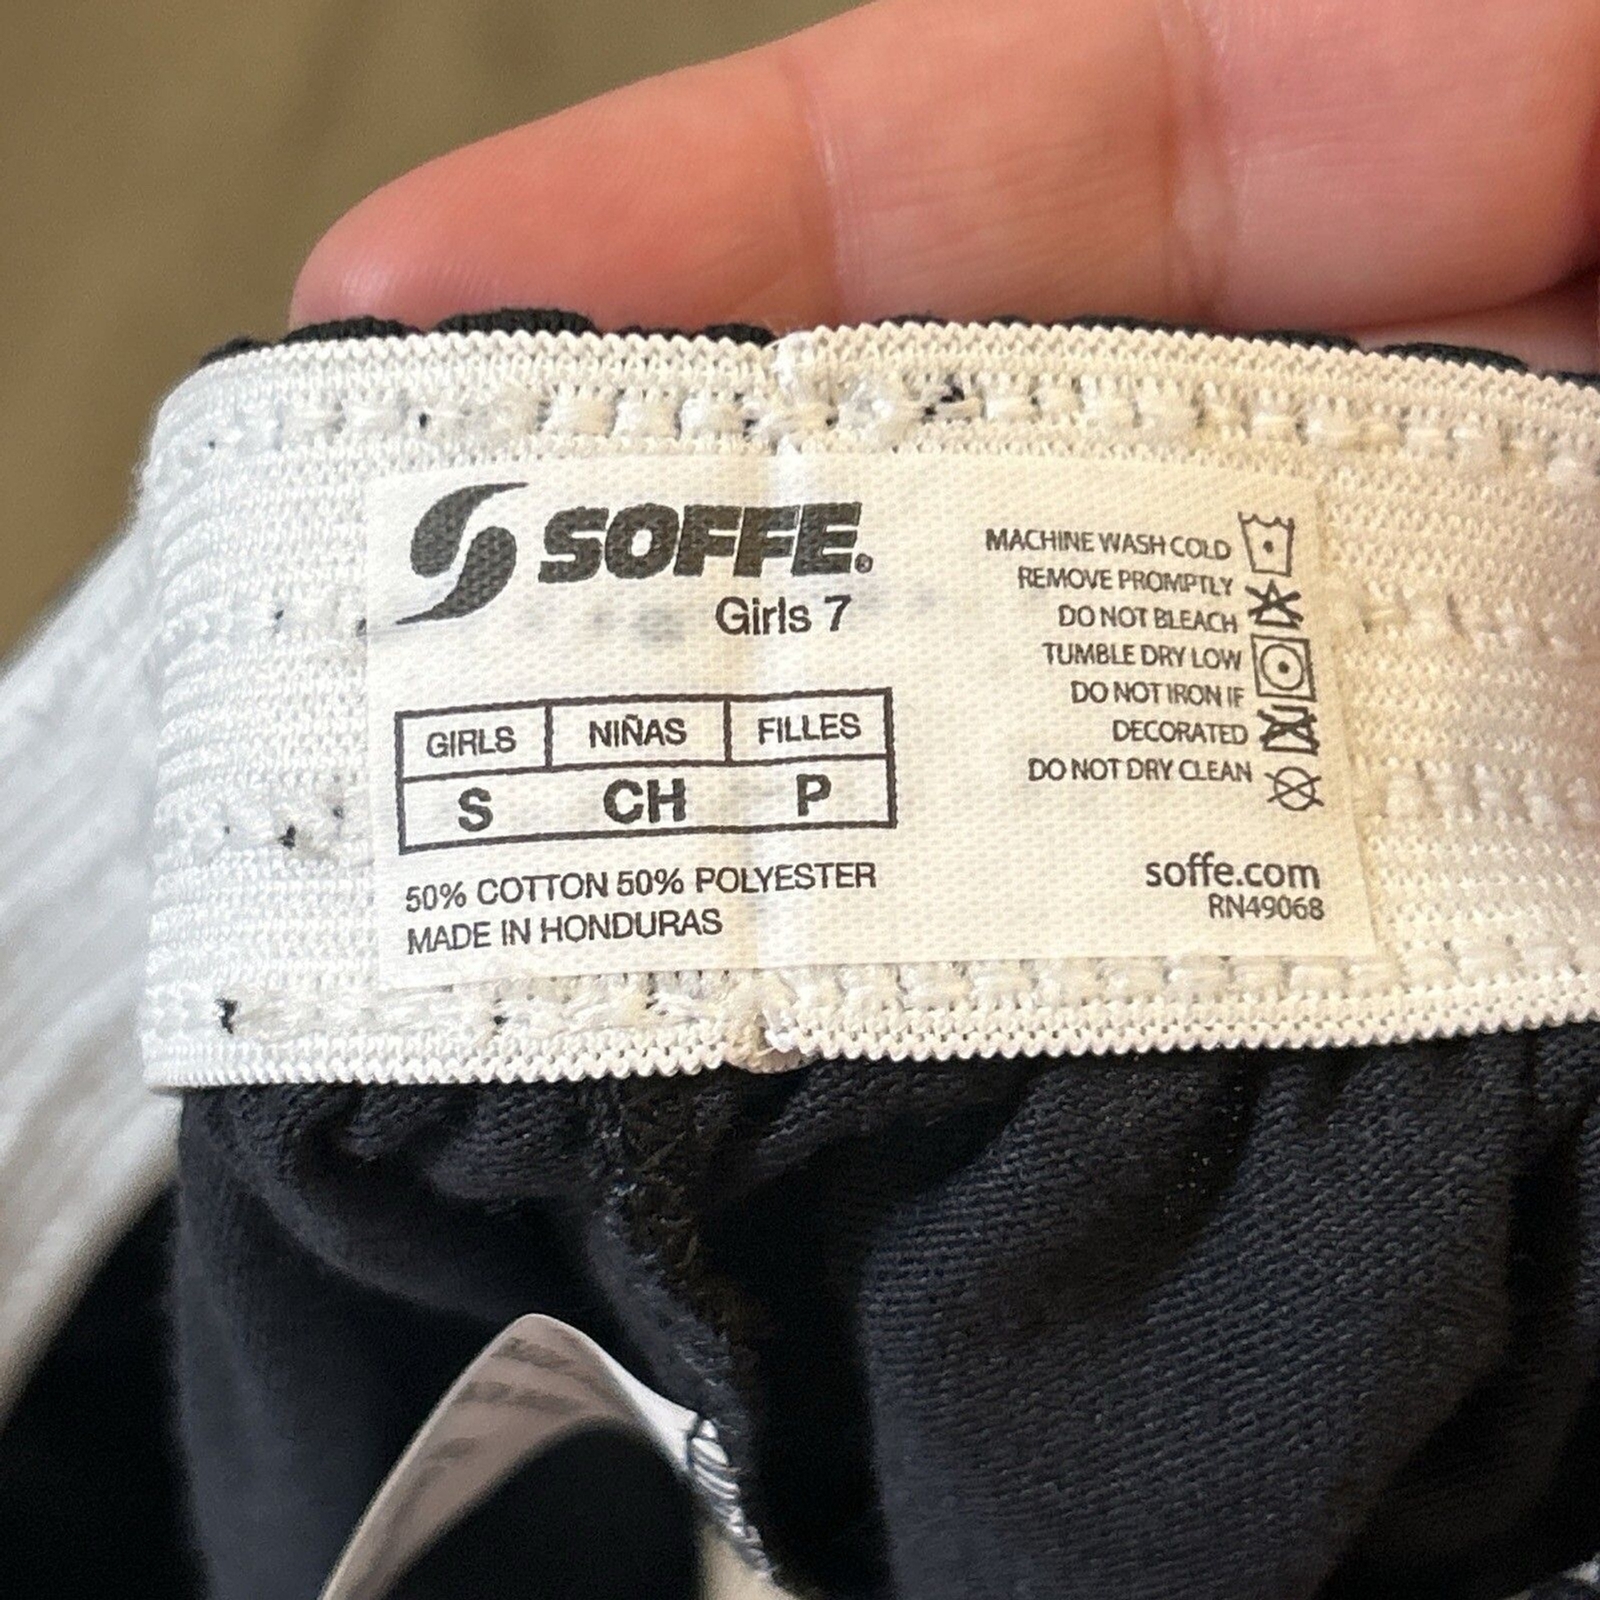 SOFFE®
Girls 7
GIRLS NIÑAS FILLES
S CH P
50% COTTON 50% POLYESTER
MADE IN HONDURAS
MACHINE WASH COLD
REMOVE PROMPTLY
DO NOT BLEACH
TUMBLE DRY LOW
DO NOT IRON IF
DECORATED
DO NOT DRY CLEAN
soffe.com
RN49068